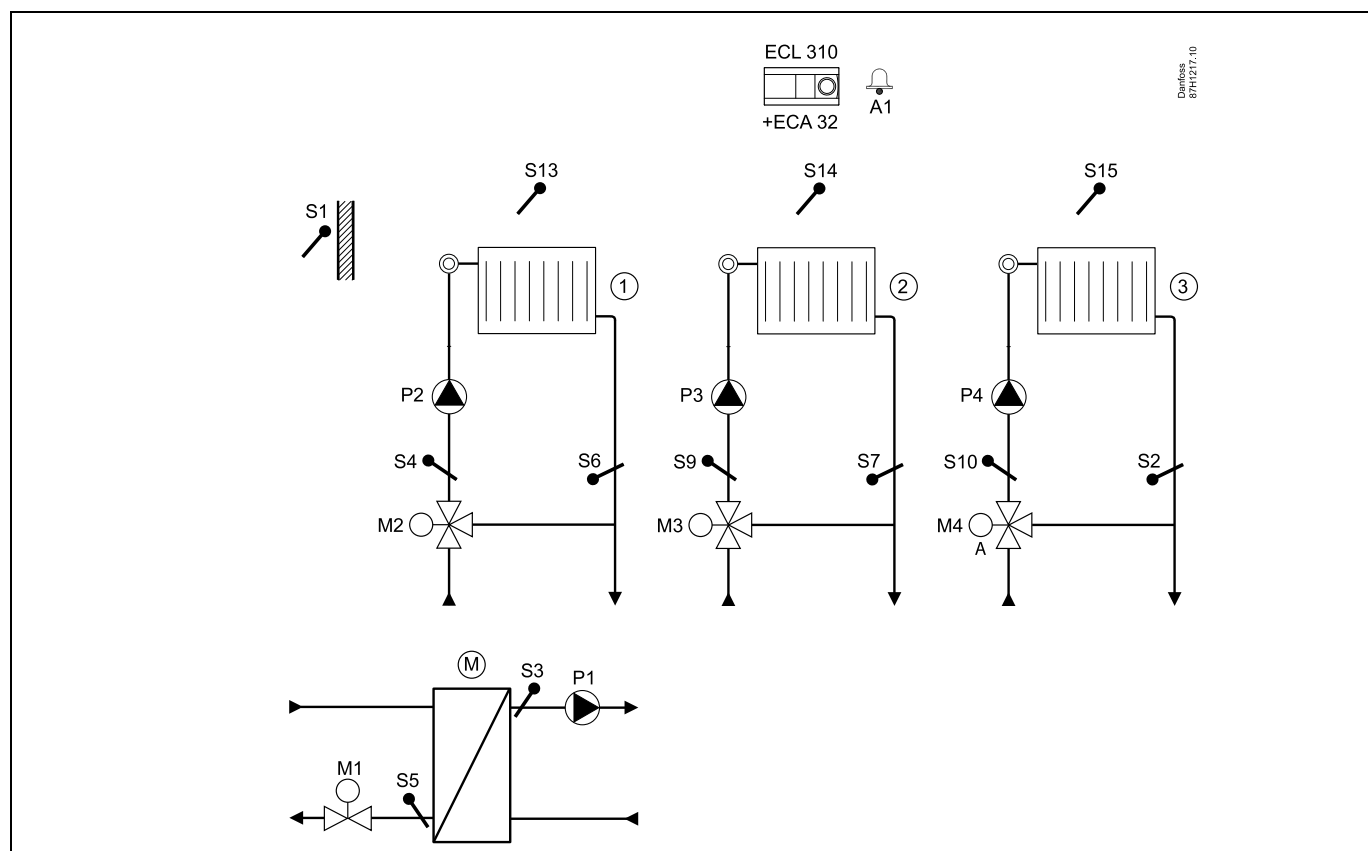 ECL 310
+ECA 32
A1
Danfoss
87H1217.10
S13
S14
S15
S1
1
2
3
P2
P3
P4
S4
S6
S9
S7
S10
S2
M2
M3
M4
A
M
S3
P1
M1
S5